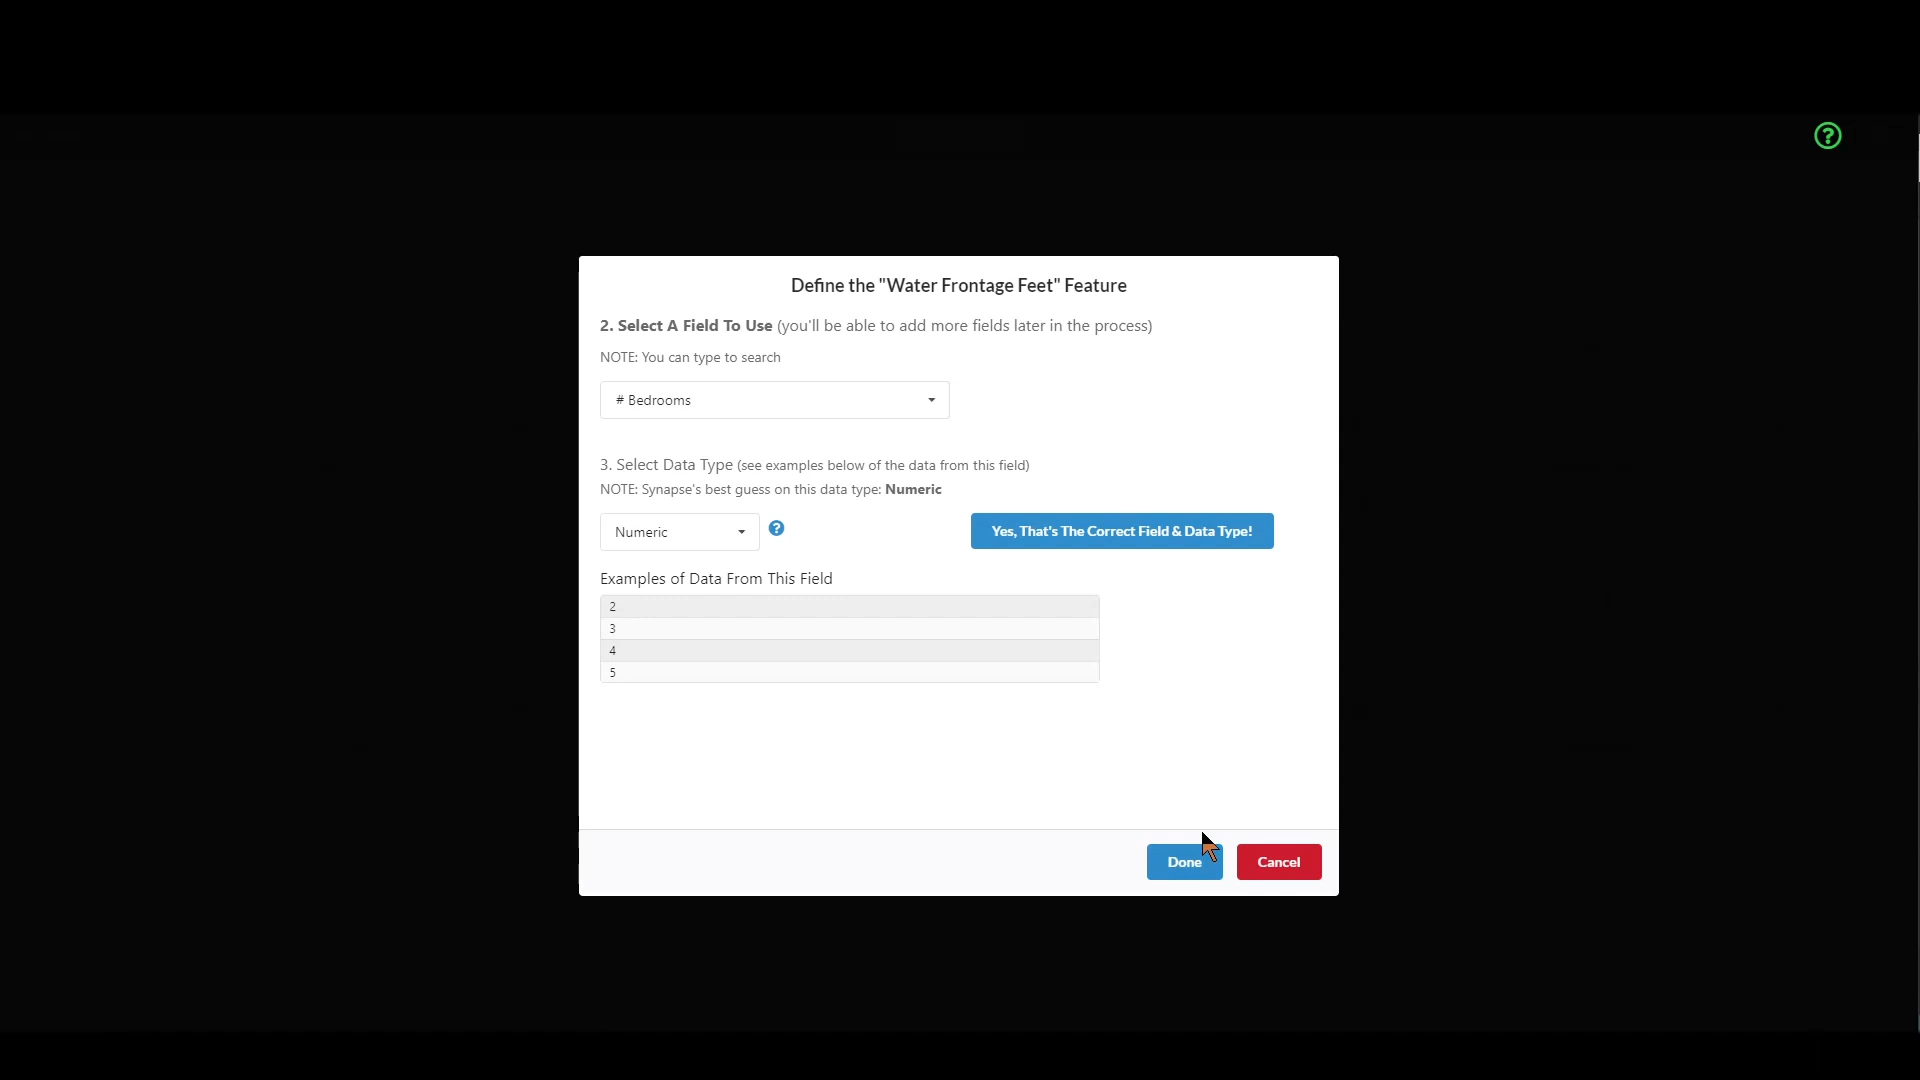 Define the "Water Frontage Feet" Feature
2. Select A Field To Use (you'll be able to add more fields later in the process)
NOTE: You can type to search
# Bedrooms
3. Select Data Type (see examples below of the data from this field)
NOTE: Synapse's best guess on this data type: Numeric
Numeric
Yes, That's The Correct Field & Data Type!
Examples of Data From This Field
2
3
4
5
Done
Cancel